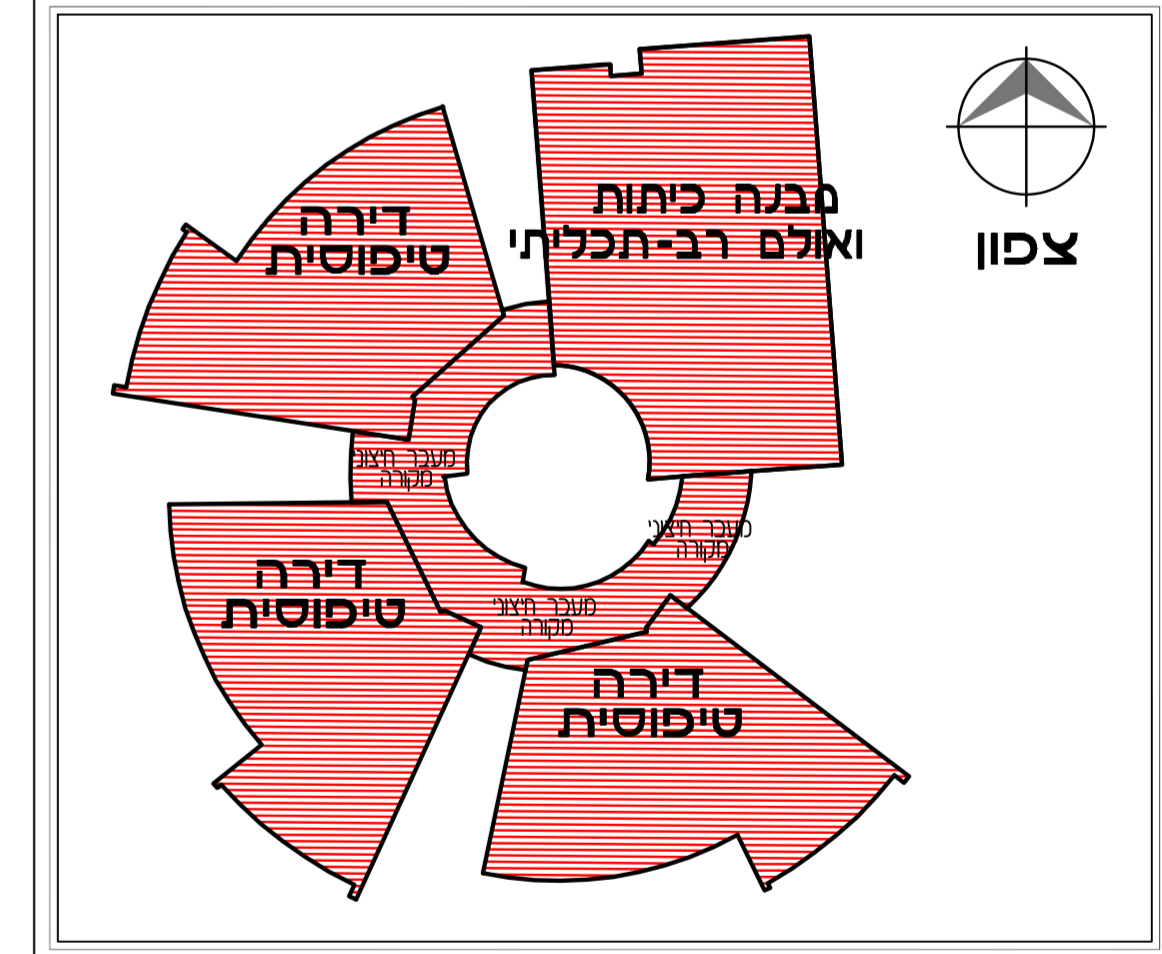 מבנה כיתות
ואולם רב-תכליתי
צפון
דירה
טיפוסית
מעבר חיצוני
מקורה
מעבר חיצוני
מקורה
דירה
טיפוסית
מעבר חיצוני
מקורה
דירה
טיפוסית